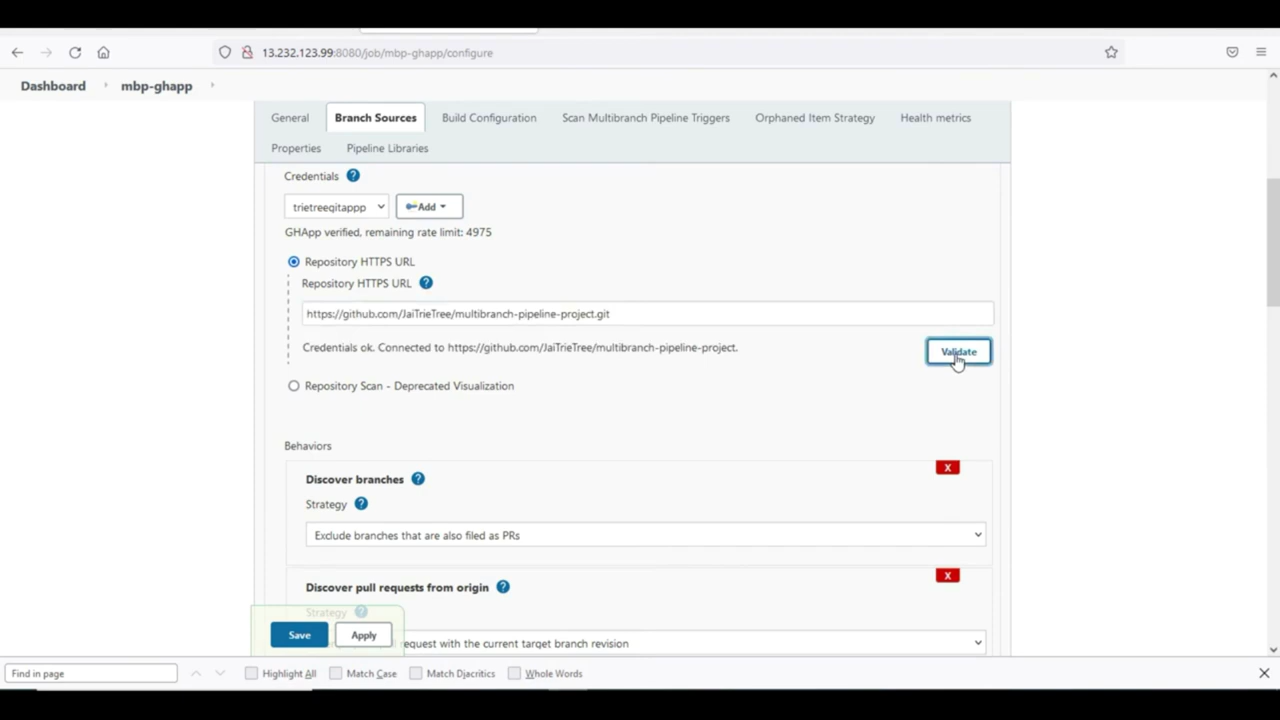 13.232.123.99:8080/job/mbp-ghapp/configure
Dashboard mbp-ghapp
General Branch Sources Build Configuration Scan Multibranch Pipeline Triggers Orphaned Item Strategy Health metrics
Properties Pipeline Libraries
Credentials ?
trietreegitappp Add
GHApp verified, remaining rate limit: 4975
Repository HTTPS URL
Repository HTTPS URL ?
https://github.com/JaiTrieTree/multibranch-pipeline-project.git
Credentials ok. Connected to https://github.com/JaiTrieTree/multibranch-pipeline-project.
Validate
Repository Scan - Deprecated Visualization
Behaviors
X
Discover branches ?
Strategy ?
Exclude branches that are also filed as PRs
X
Discover pull requests from origin ?
Strategy ?
Save Apply request with the current target branch revision
Find in page Highlight All Match Case Match Diacritics Whole Words